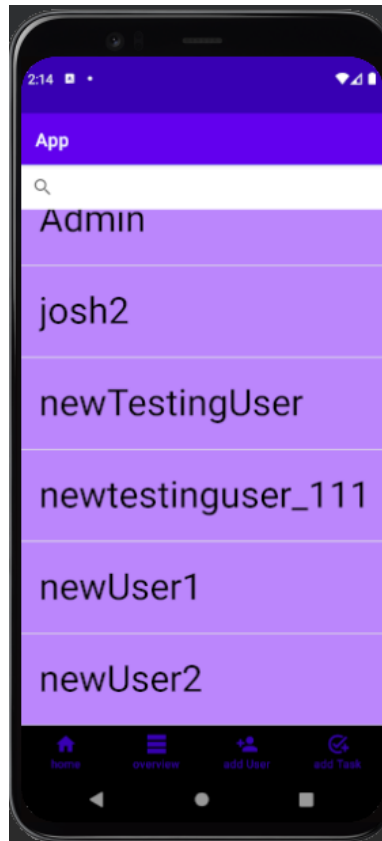 2:14
App
Admin
josh2
newTestingUser
newtestinguser_111
newUser1
newUser2
home overview add User add Task